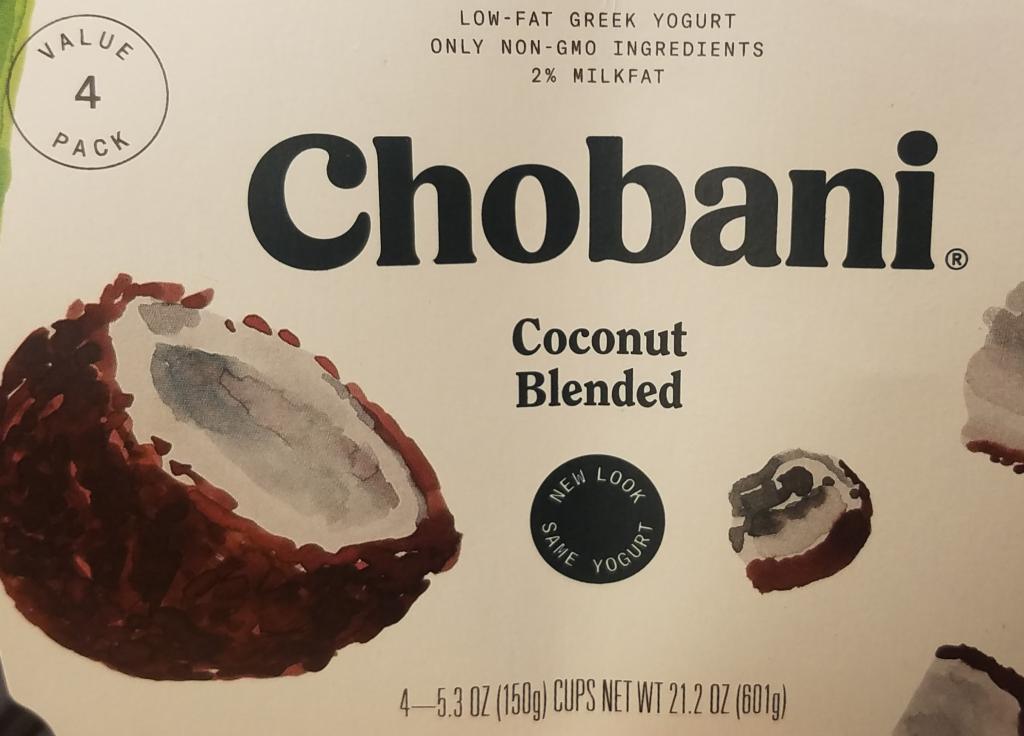 VALUE
4
PACK
LOW-FAT GREEK YOGURT
ONLY NON-GMO INGREDIENTS
2% MILKFAT
Chobani®
Coconut
Blended
NEW LOOK
SAME YOGURT
4—5.3 OZ (150g) CUPS NET WT 21.2 OZ (601g)